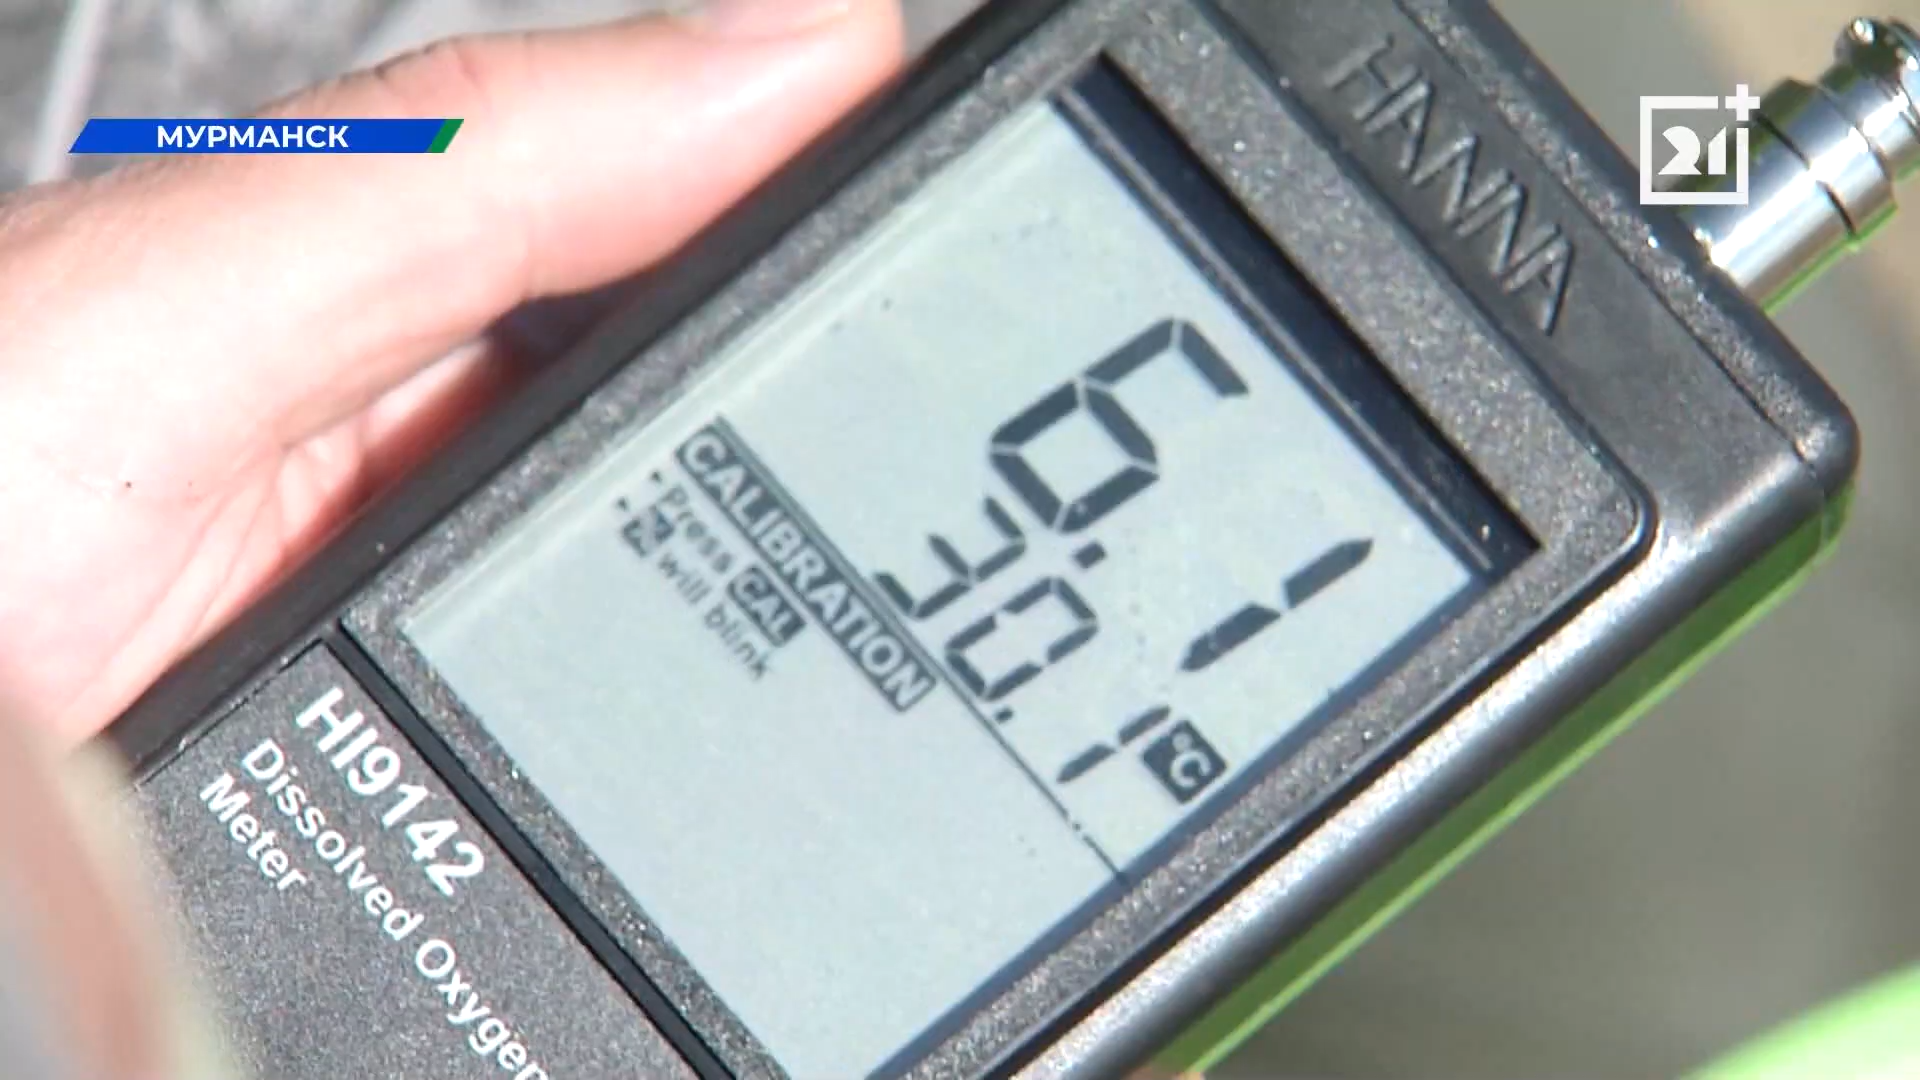 МУРМАНСК
21+
HANNA
6.1
30.1 °C
CALIBRATION
- Press CAL
- will blink
HI9142
Dissolved Oxygen
Meter